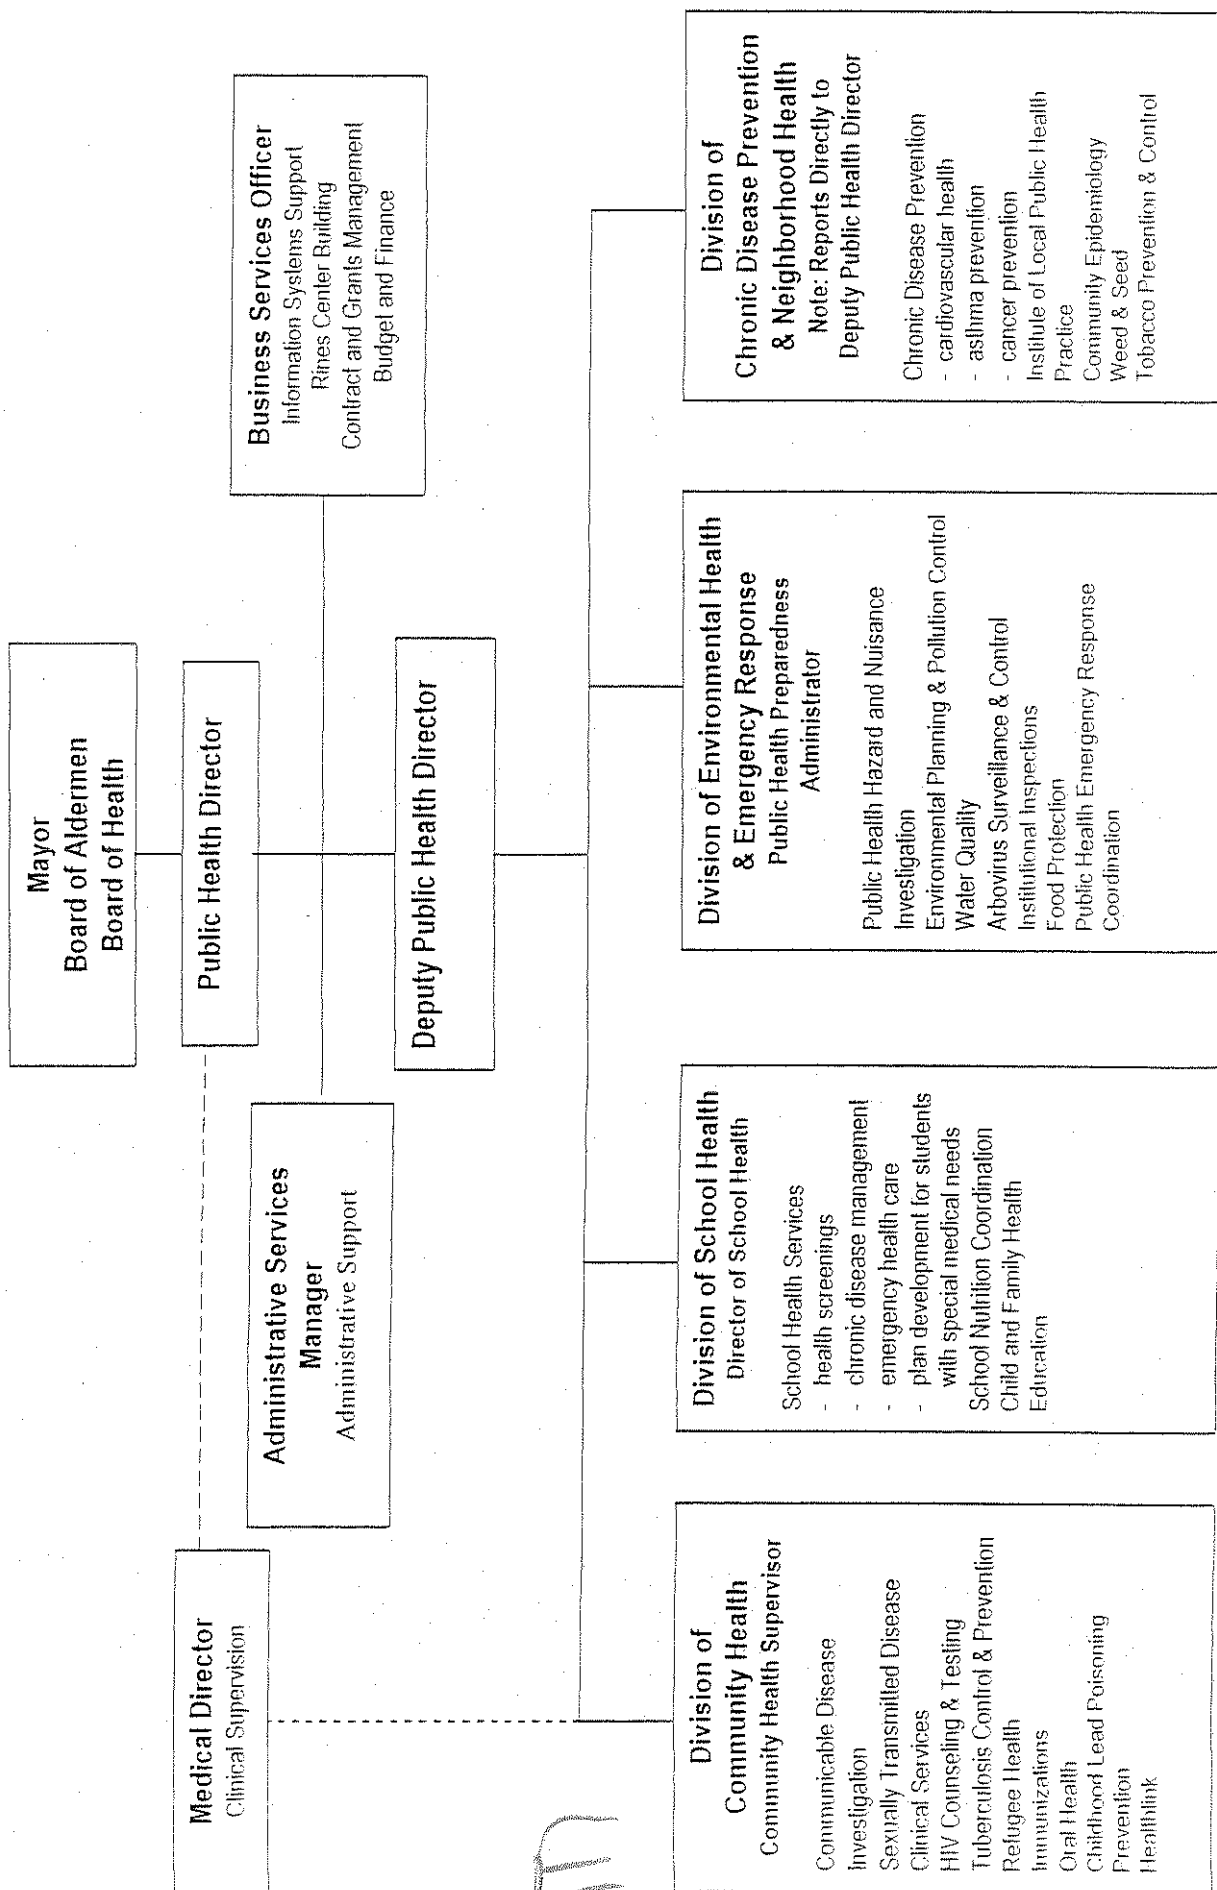 Mayor
Board of Aldermen
Board of Health
Public Health Director
Medical Director
Clinical Supervision
Administrative Services
Manager
Administrative Support
Business Services Officer
Information Systems Support
Rines Center Building
Contract and Grants Management
Budget and Finance
Deputy Public Health Director
Division of
Community Health
Community Health Supervisor
Communicable Disease
Investigation
Sexually Transmitted Disease
Clinical Services
HIV Counseling & Testing
Tuberculosis Control & Prevention
Refugee Health
Immunizations
Oral Health
Childhood Lead Poisoning
Prevention
Healthlink
Division of School Health
Director of School Health
School Health Services
- health screenings
- chronic disease management
- emergency health care
- plan development for students
with special medical needs
School Nutrition Coordination
Child and Family Health
Education
Division of Environmental Health
& Emergency Response
Public Health Preparedness
Administrator
Public Health Hazard and Nuisance
Investigation
Environmental Planning & Pollution Control
Water Quality
Arbovirus Surveillance & Control
Institutional Inspections
Food Protection
Public Health Emergency Response
Coordination
Division of
Chronic Disease Prevention
& Neighborhood Health
Note: Reports Directly to
Deputy Public Health Director
Chronic Disease Prevention
- cardiovascular health
- asthma prevention
- cancer prevention
Institute of Local Public Health
Practice
Community Epidemiology
Weed & Seed
Tobacco Prevention & Control